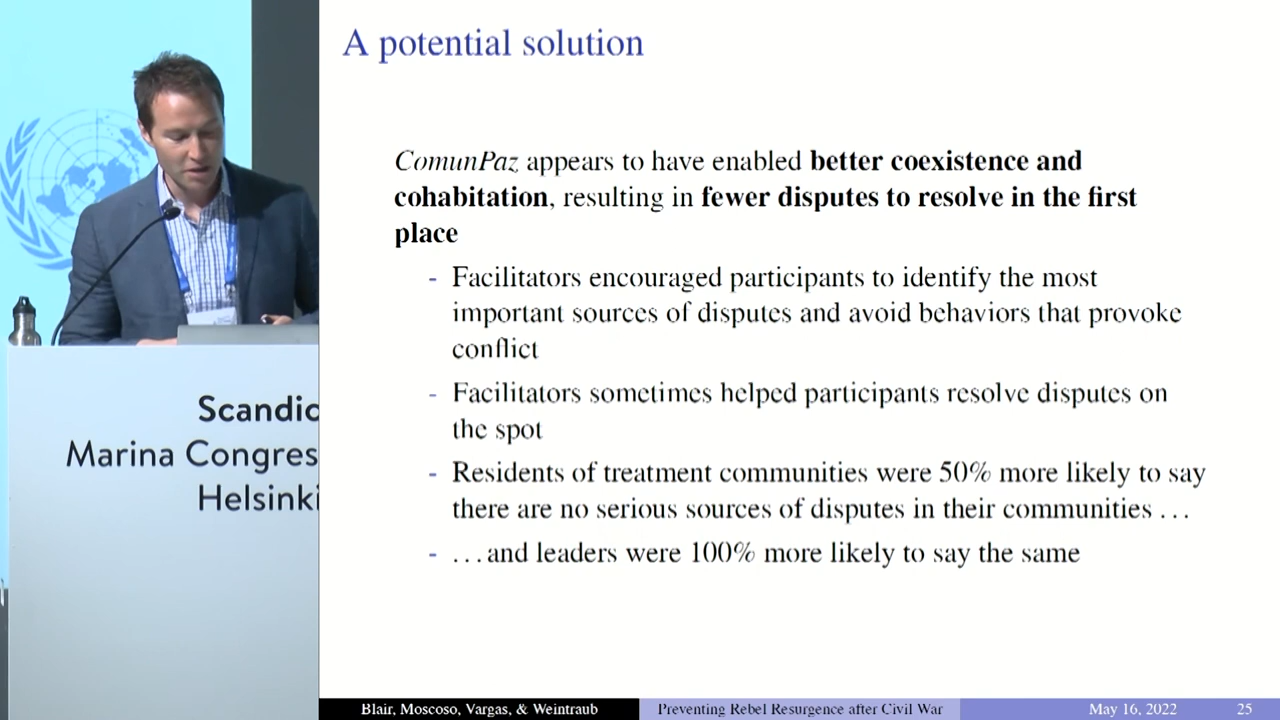 A potential solution
ComunPaz appears to have enabled better coexistence and
cohabitation, resulting in fewer disputes to resolve in the first
place
- Facilitators encouraged participants to identify the most
important sources of disputes and avoid behaviors that provoke
conflict
- Facilitators sometimes helped participants resolve disputes on
the spot
- Residents of treatment communities were 50% more likely to say
there are no serious sources of disputes in their communities ...
- ...and leaders were 100% more likely to say the same
Scandic
Marina Congres
Helsinki
Blair, Moscoso, Vargas, & Weintraub
Preventing Rebel Resurgence after Civil War
May 16, 2022
25